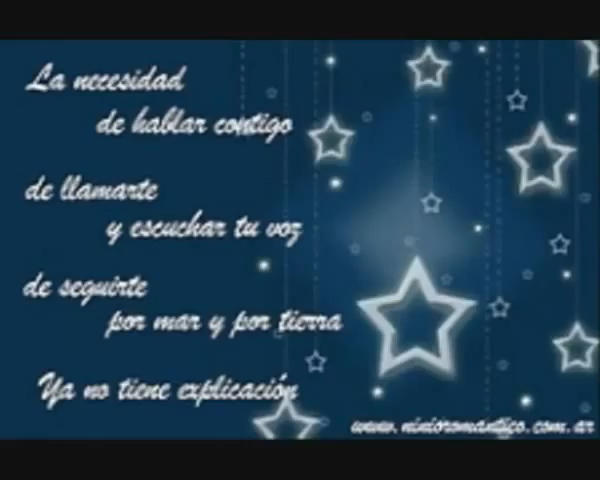 La necesidad
de hablar contigo
de llamarte
y escuchar tu voz
de seguirte
por mar y por tierra
Ya no tiene explicación
www.ninioromantico.com.ar